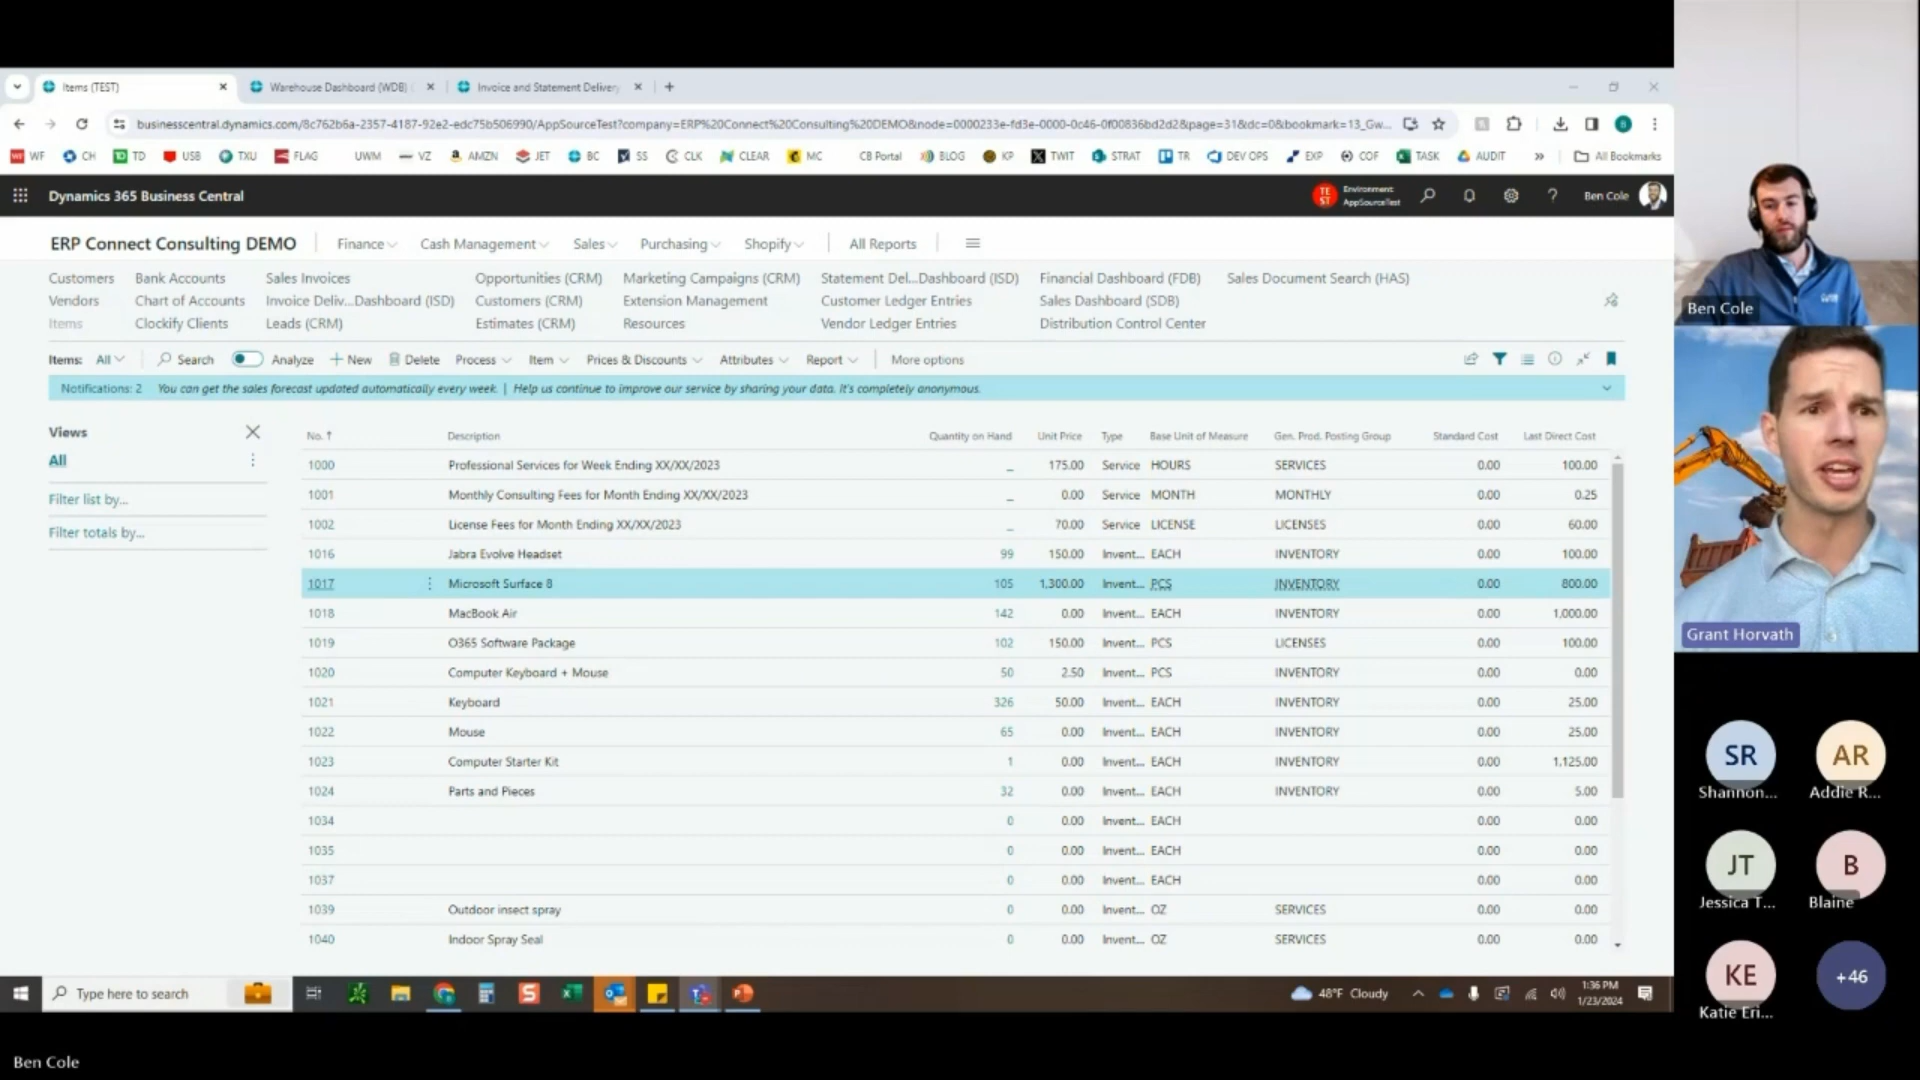 Items (TEST)
Warehouse Dashboard (WDB)
Invoice and Statement Delivery
businesscentral.dynamics.com/8c762b6a-2357-4187-92e2-edc75b506990/AppSourceTest?company=ERP%20Connect%20Consulting%20DEMO&node=0000233e-fd3e-0000-0c46-0f00836bd2d2&page=31&dc=0&bookmark=13_Gw...
WF CH TD USB TXU FLAG UWM VZ AMZN JET BC SS CLK CLEAR MC CB Portal BLOG KP TWIT STRAT TR DEV OPS EXP COF TASK AUDIT » All Bookmarks
Dynamics 365 Business Central
TE ST
Environment:
AppSourceTest
Ben Cole
ERP Connect Consulting DEMO
Finance Cash Management Sales Purchasing Shopify All Reports
Customers Bank Accounts Sales Invoices Opportunities (CRM) Marketing Campaigns (CRM) Statement Del...Dashboard (ISD) Financial Dashboard (FDB) Sales Document Search (HAS)
Vendors Chart of Accounts Invoice Deliv...Dashboard (ISD) Customers (CRM) Extension Management Customer Ledger Entries Sales Dashboard (SDB)
Items Clockify Clients Leads (CRM) Estimates (CRM) Resources Vendor Ledger Entries Distribution Control Center
Items: All Search Analyze + New Delete Process Item Prices & Discounts Attributes Report More options
Notifications: 2 You can get the sales forecast updated automatically every week. | Help us continue to improve our service by sharing your data. It's completely anonymous.
Views
All
Filter list by...
Filter totals by...
No. ↑ Description Quantity on Hand Unit Price Type Base Unit of Measure Gen. Prod. Posting Group Standard Cost Last Direct Cost
1000 Professional Services for Week Ending XX/XX/2023 _ 175.00 Service HOURS SERVICES 0.00 100.00
1001 Monthly Consulting Fees for Month Ending XX/XX/2023 _ 0.00 Service MONTH MONTHLY 0.00 0.25
1002 License Fees for Month Ending XX/XX/2023 _ 70.00 Service LICENSE LICENSES 0.00 60.00
1016 Jabra Evolve Headset 99 150.00 Invent... EACH INVENTORY 0.00 100.00
1017 Microsoft Surface 8 105 1,300.00 Invent... PCS INVENTORY 0.00 800.00
1018 MacBook Air 142 0.00 Invent... EACH INVENTORY 0.00 1,000.00
1019 O365 Software Package 102 150.00 Invent... PCS LICENSES 0.00 100.00
1020 Computer Keyboard + Mouse 50 2.50 Invent... PCS INVENTORY 0.00 0.00
1021 Keyboard 326 50.00 Invent... EACH INVENTORY 0.00 25.00
1022 Mouse 65 0.00 Invent... EACH INVENTORY 0.00 25.00
1023 Computer Starter Kit 1 0.00 Invent... EACH INVENTORY 0.00 1,125.00
1024 Parts and Pieces 32 0.00 Invent... EACH INVENTORY 0.00 5.00
1034 0 0.00 Invent... EACH 0.00 0.00
1035 0 0.00 Invent... EACH 0.00 0.00
1037 0 0.00 Invent... EACH 0.00 0.00
1039 Outdoor insect spray 0 0.00 Invent... OZ SERVICES 0.00 0.00
1040 Indoor Spray Seal 0 0.00 Invent... OZ SERVICES 0.00 0.00
Type here to search
48°F Cloudy
1:36 PM
1/23/2024
Ben Cole
Ben Cole
Grant Horvath
SR AR
Shannon... Addie R...
JT B
Jessica T... Blaine
KE +46
Katie Eri...